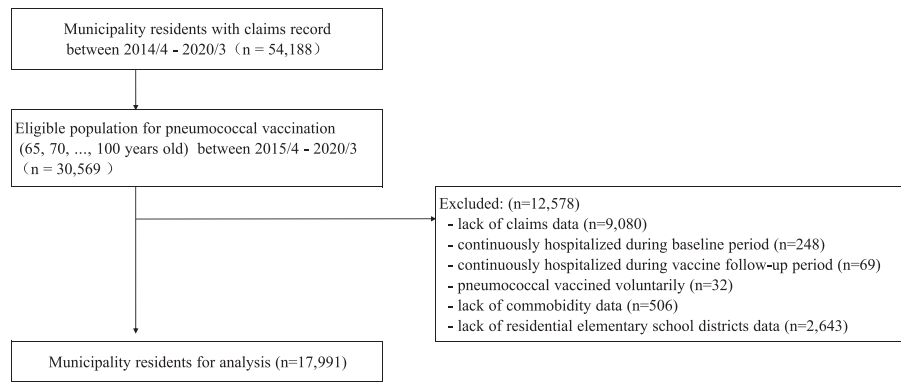 Municipality residents with claims record
between 2014/4 - 2020/3（n = 54,188）
Eligible population for pneumococcal vaccination
(65, 70, ..., 100 years old) between 2015/4 - 2020/3
（n = 30,569 ）
Excluded: (n=12,578)
- lack of claims data (n=9,080)
- continuously hospitalized during baseline period (n=248)
- continuously hospitalized during vaccine follow-up period (n=69)
- pneumococcal vaccined voluntarily (n=32)
- lack of commobidity data (n=506)
- lack of residential elementary school districts data (n=2,643)
Municipality residents for analysis (n=17,991)